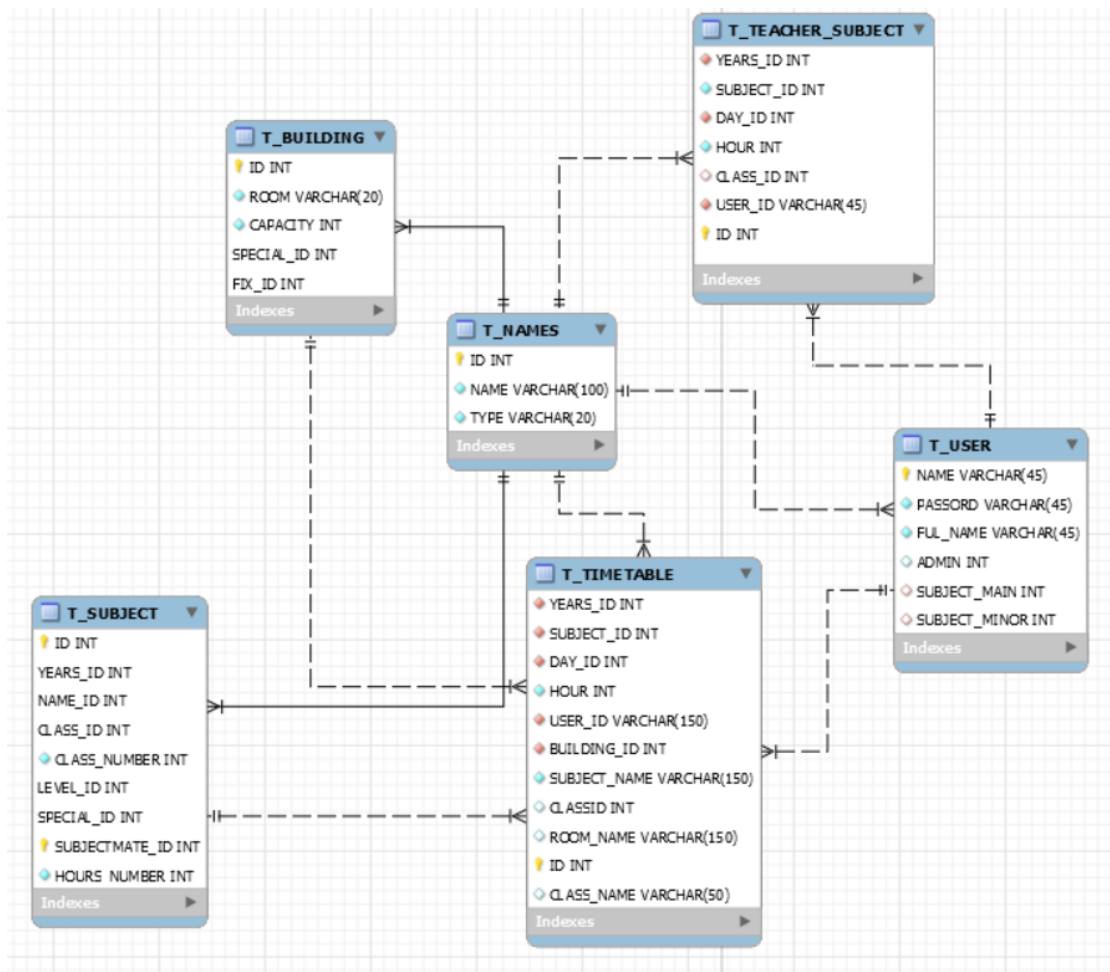 T_TEACHER_SUBJECT
YEARS_ID INT
SUBJECT_ID INT
DAY_ID INT
HOUR INT
CLASS_ID INT
USER_ID VARCHAR(45)
ID INT
Indexes
T_BUILDING
ID INT
ROOM VARCHAR(20)
CAPACITY INT
SPECIAL_ID INT
FIX_ID INT
Indexes
T_NAMES
ID INT
NAME VARCHAR(100)
TYPE VARCHAR(20)
Indexes
T_USER
NAME VARCHAR(45)
PASSORD VARCHAR(45)
FUL_NAME VARCHAR(45)
ADMIN INT
SUBJECT_MAIN INT
SUBJECT_MINOR INT
Indexes
T_TIMETABLE
YEARS_ID INT
SUBJECT_ID INT
DAY_ID INT
HOUR INT
USER_ID VARCHAR(150)
BUILDING_ID INT
SUBJECT_NAME VARCHAR(150)
CLASSID INT
ROOM_NAME VARCHAR(150)
ID INT
CLASS_NAME VARCHAR(50)
Indexes
T_SUBJECT
ID INT
YEARS_ID INT
NAME_ID INT
CLASS_ID INT
CLASS_NUMBER INT
LEVEL_ID INT
SPECIAL_ID INT
SUBJECTMATE_ID INT
HOURS_NUMBER INT
Indexes